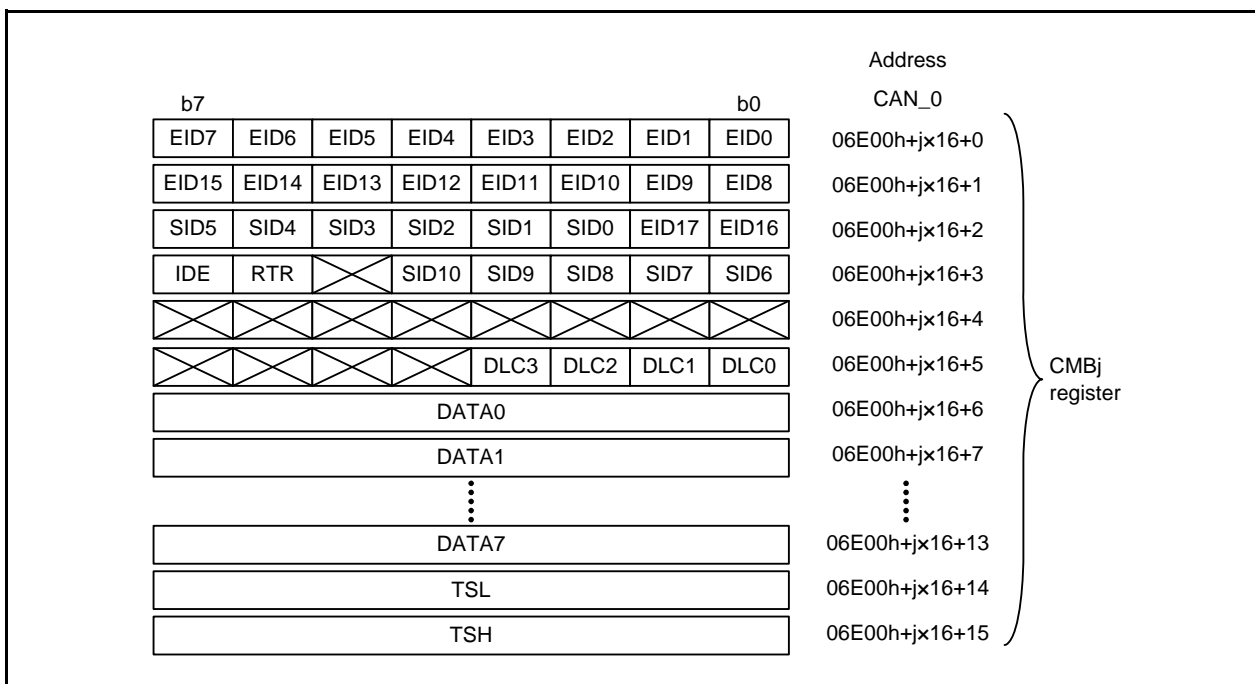 Address
b7 b0 CAN_0
EID7 EID6 EID5 EID4 EID3 EID2 EID1 EID0 06E00h+j×16+0
EID15 EID14 EID13 EID12 EID11 EID10 EID9 EID8 06E00h+j×16+1
SID5 SID4 SID3 SID2 SID1 SID0 EID17 EID16 06E00h+j×16+2
IDE RTR SID10 SID9 SID8 SID7 SID6 06E00h+j×16+3
06E00h+j×16+4
DLC3 DLC2 DLC1 DLC0 06E00h+j×16+5
CMBj
register
DATA0 06E00h+j×16+6
DATA1 06E00h+j×16+7
DATA7 06E00h+j×16+13
TSL 06E00h+j×16+14
TSH 06E00h+j×16+15